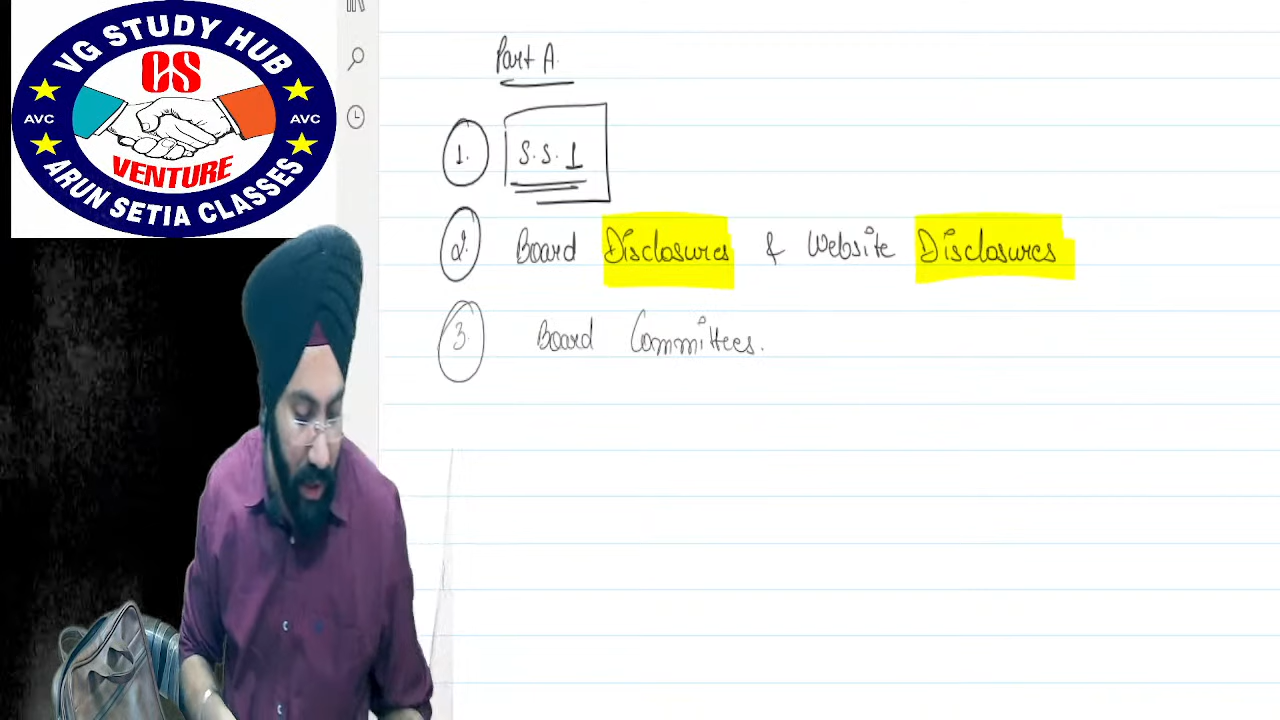 VG STUDY HUB
CS
AVC
AVC
VENTURE
ARUN SETIA CLASSES
Part A.
1. S.S. 1
2. Board Disclosures & Website Disclosures
3. Board Committees.